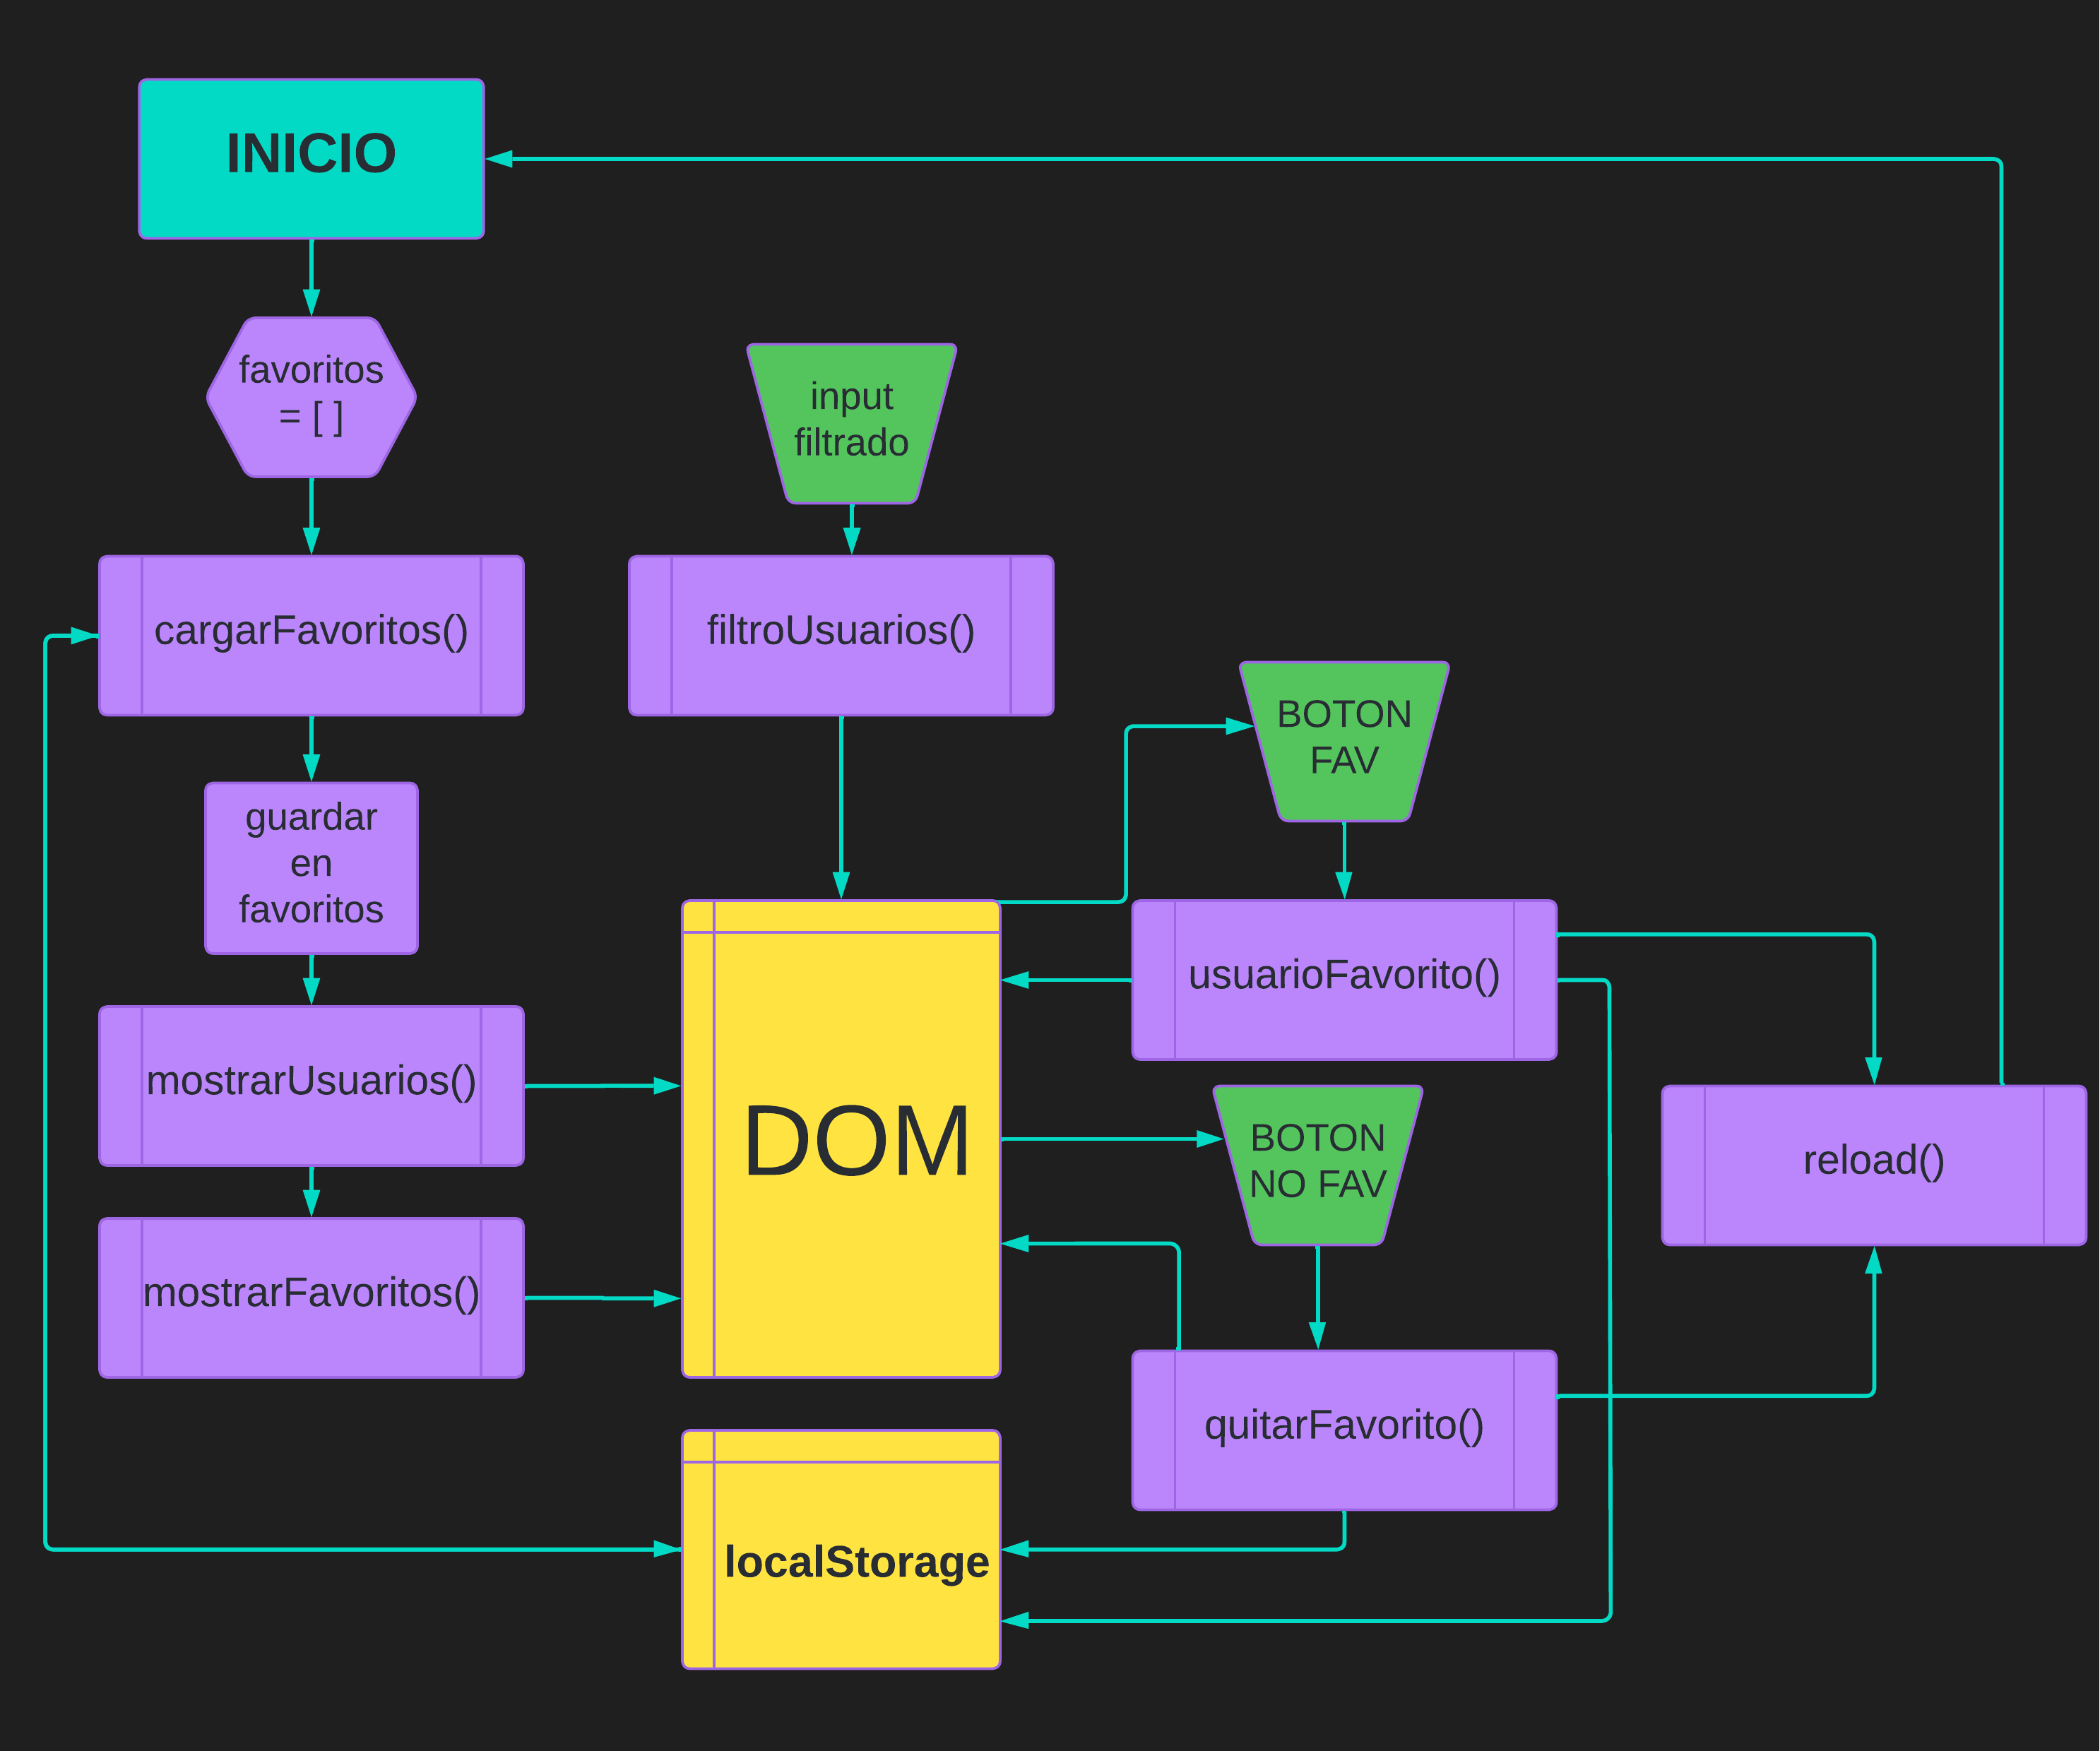 INICIO
favoritos
= [ ]
input
filtrado
cargarFavoritos()
filtroUsuarios()
BOTON
FAV
guardar
en
favoritos
usuarioFavorito()
mostrarUsuarios()
DOM
BOTON
NO FAV
reload()
mostrarFavoritos()
quitarFavorito()
localStorage